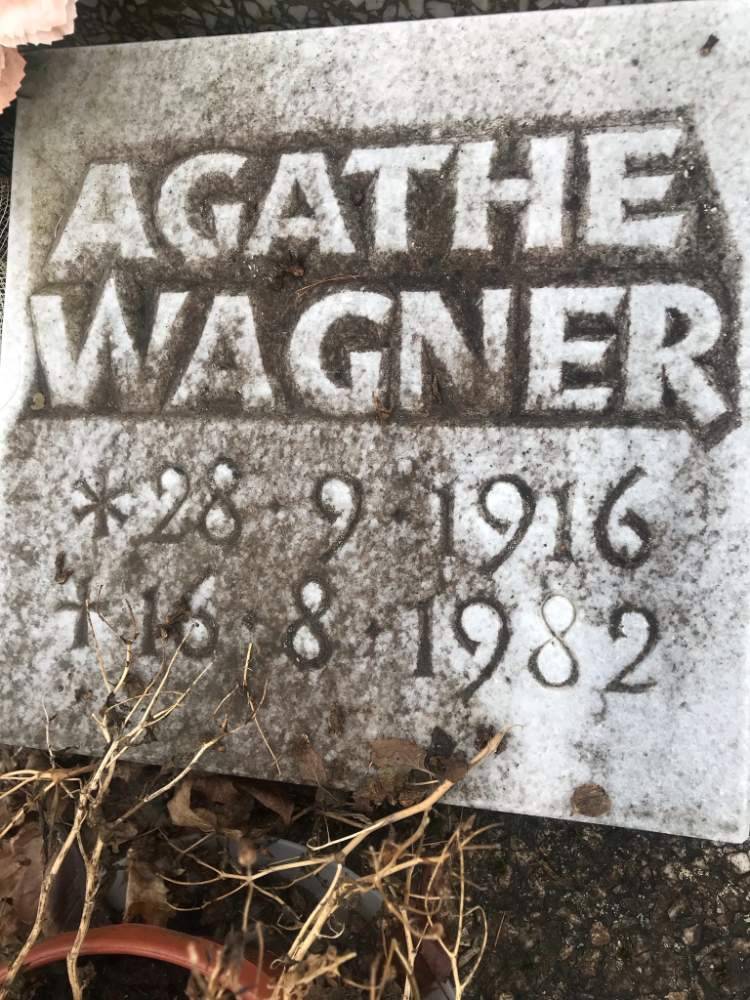 AGATHE
WAGNER
* 28 · 9 · 1916
† 16 · 8 · 1982